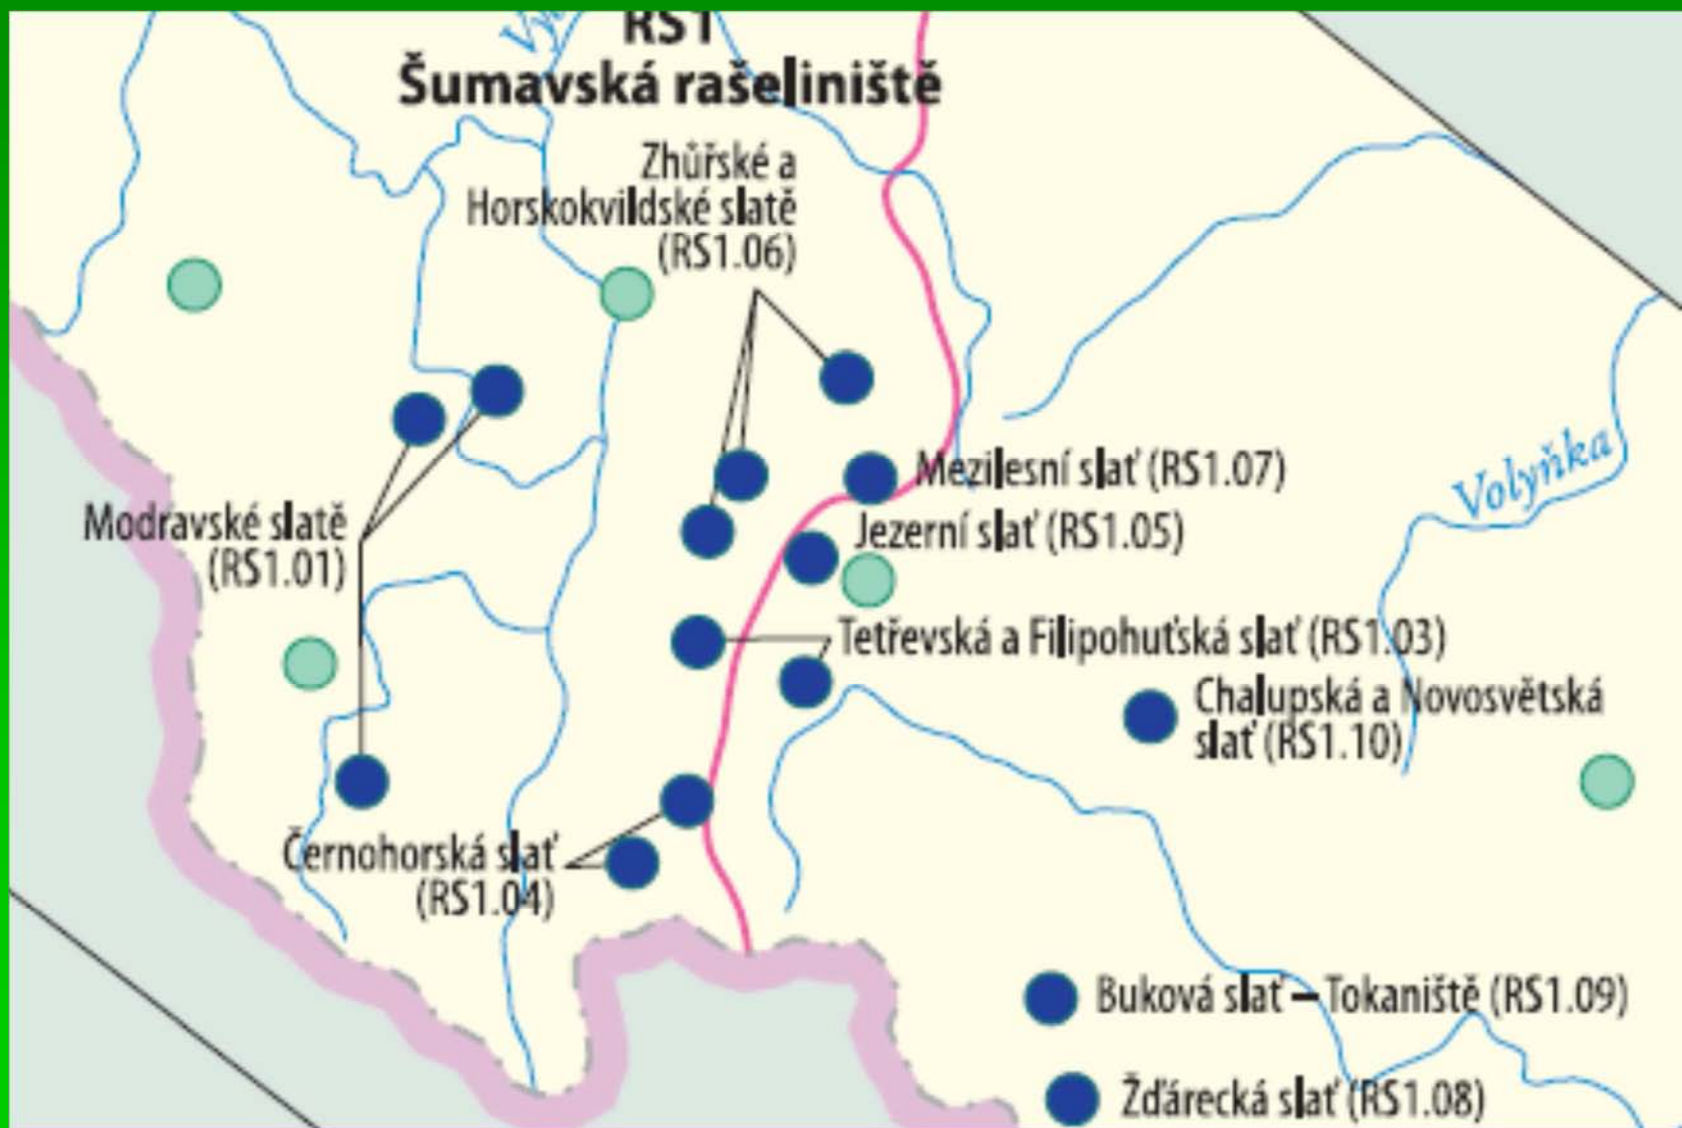 RS1
Šumavská rašeliniště
Zhůřské a
Horskokvildské slatě
(RS1.06)
Mezilesní slať (RS1.07)
Volyňka
Modravské slatě
(RS1.01)
Jezerní slať (RS1.05)
Tetřevská a Filipohuťská slať (RS1.03)
Chalupská a Novosvětská
slať (RS1.10)
Černohorská slať
(RS1.04)
Buková slať – Tokaniště (RS1.09)
Žďárecká slať (RS1.08)